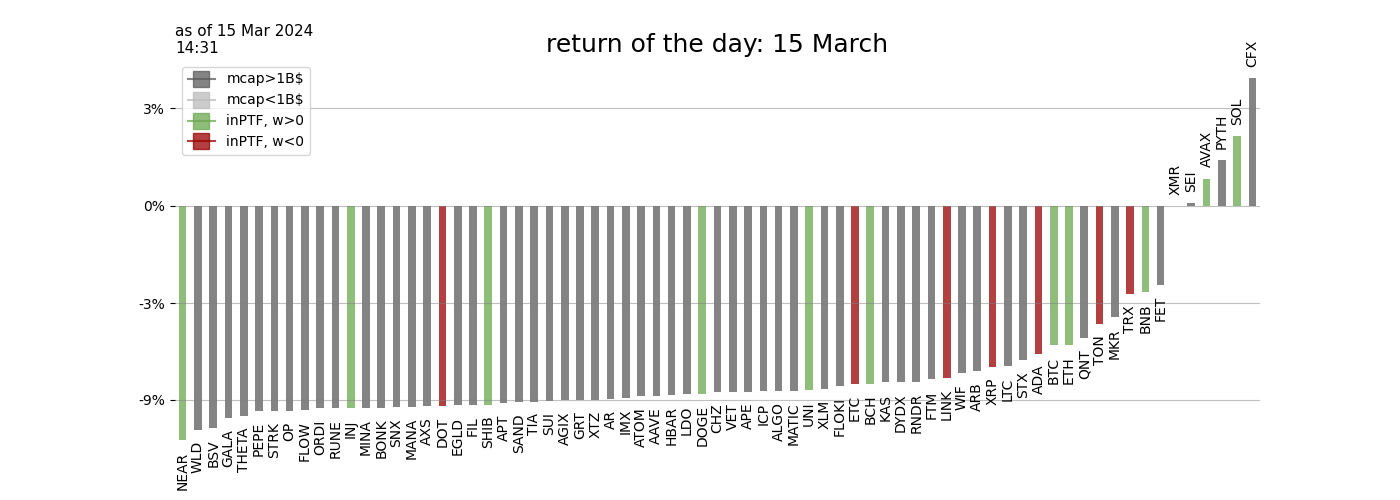 as of 15 Mar 2024
14:31
return of the day: 15 March
mcap>1B$
mcap<1B$
inPTF, w>0
inPTF, w<0
3%
0%
-3%
-9%
NEAR
WLD
BSV
GALA
THETA
PEPE
STRK
OP
FLOW
ORDI
RUNE
INJ
MINA
BONK
SNX
MANA
AXS
DOT
EGLD
FIL
SHIB
APT
SAND
TIA
SUI
AGIX
GRT
XTZ
AR
IMX
ATOM
AAVE
HBAR
LDO
DOGE
CHZ
VET
APE
ICP
ALGO
MATIC
UNI
XLM
FLOKI
ETC
BCH
KAS
DYDX
RNDR
FTM
LINK
WIF
ARB
XRP
LTC
STX
ADA
BTC
ETH
QNT
TON
MKR
TRX
BNB
FET
XMR
SEI
AVAX
PYTH
SOL
CFX